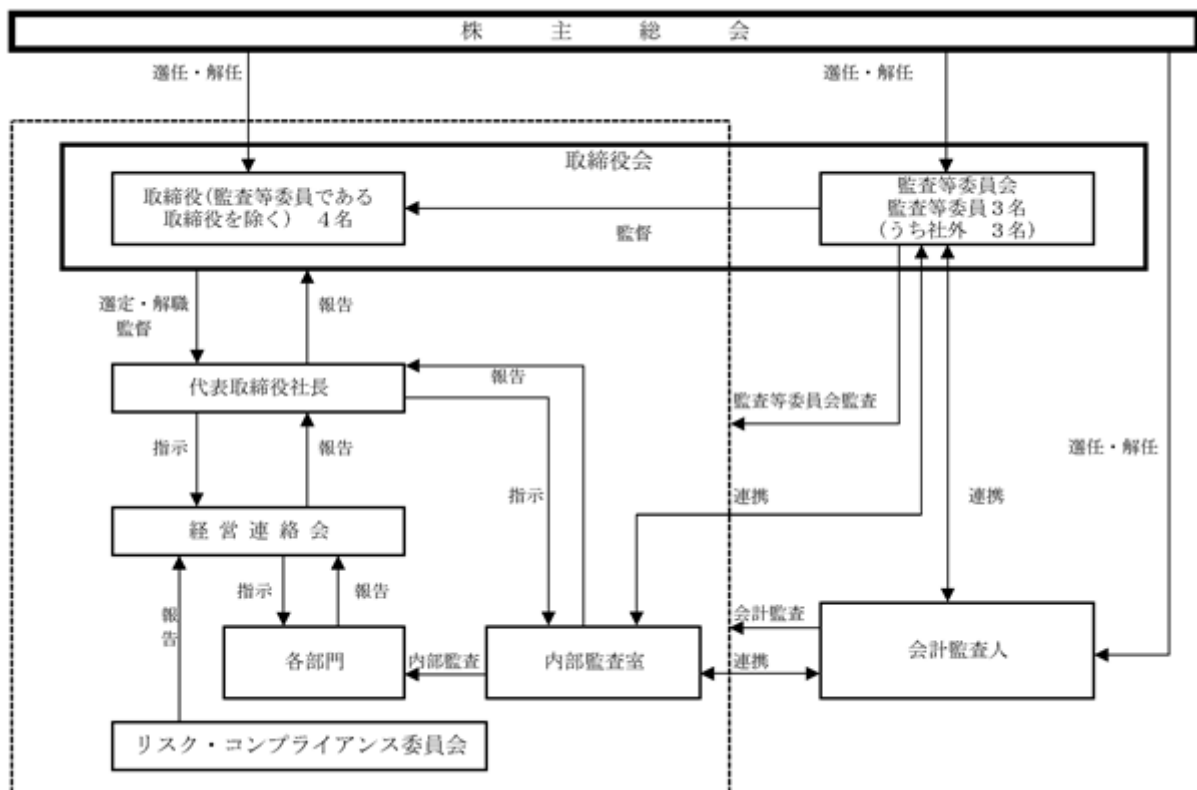 株主総会
選任・解任
選任・解任
取締役会
取締役(監査等委員である
取締役を除く) 4名
監督
監査等委員会
監査等委員3名
(うち社外 3名)
選定・解職
監督
報告
代表取締役社長
報告
監査等委員会監査
指示
報告
指示
連携
連携
選任・解任
経営連絡会
報告
指示
報告
各部門
内部監査
内部監査室
会計監査
連携
会計監査人
リスク・コンプライアンス委員会